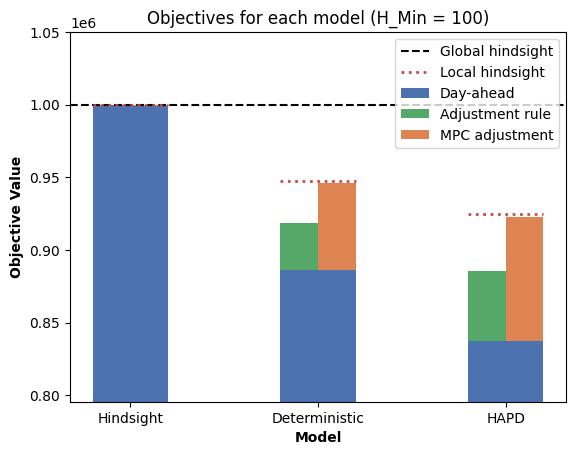 Objectives for each model (H_Min = 100)
1e6
1.05
1.00
0.95
0.90
0.85
0.80
Objective Value
Global hindsight
Local hindsight
Day-ahead
Adjustment rule
MPC adjustment
Hindsight
Deterministic
HAPD
Model